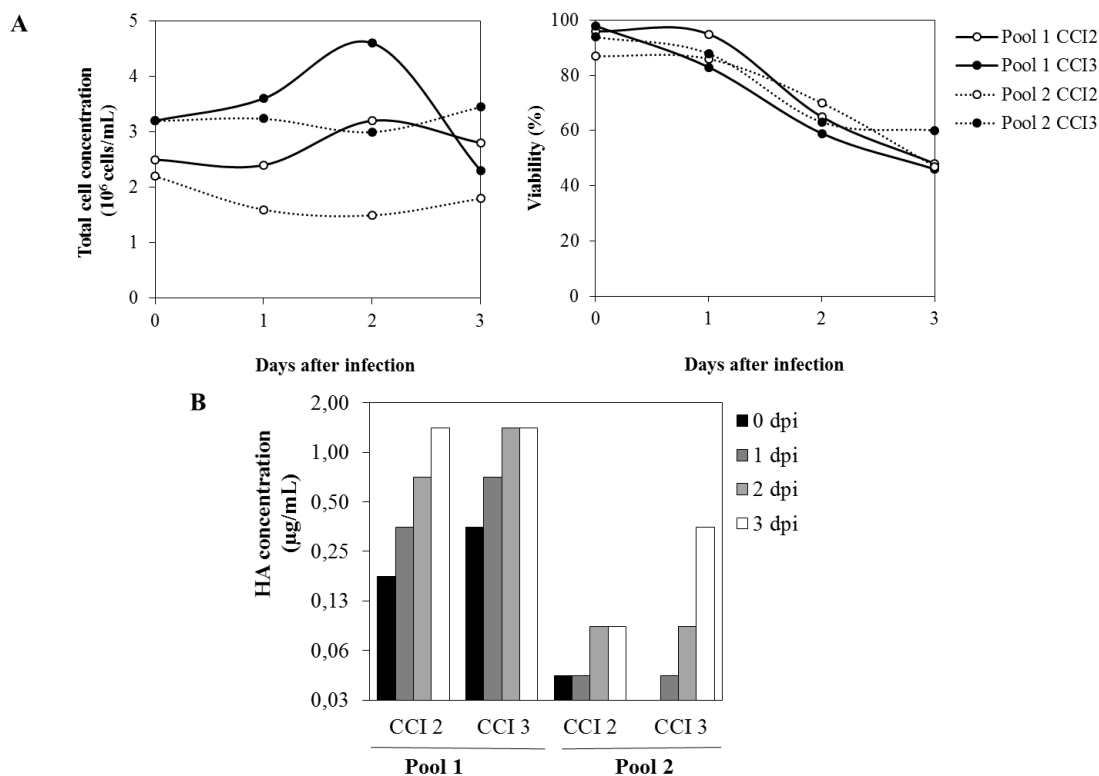 A
Total cell concentration
(10⁶ cells/mL)
5
4
3
2
1
0
0 1 2 3
Days after infection
Viability (%)
100
80
60
40
20
0
0 1 2 3
Days after infection
Pool 1 CCI2
Pool 1 CCI3
Pool 2 CCI2
Pool 2 CCI3
B
HA concentration
(µg/mL)
2,00
1,00
0,50
0,25
0,13
0,06
0,03
CCI 2 CCI 3 CCI 2 CCI 3
Pool 1 Pool 2
0 dpi
1 dpi
2 dpi
3 dpi